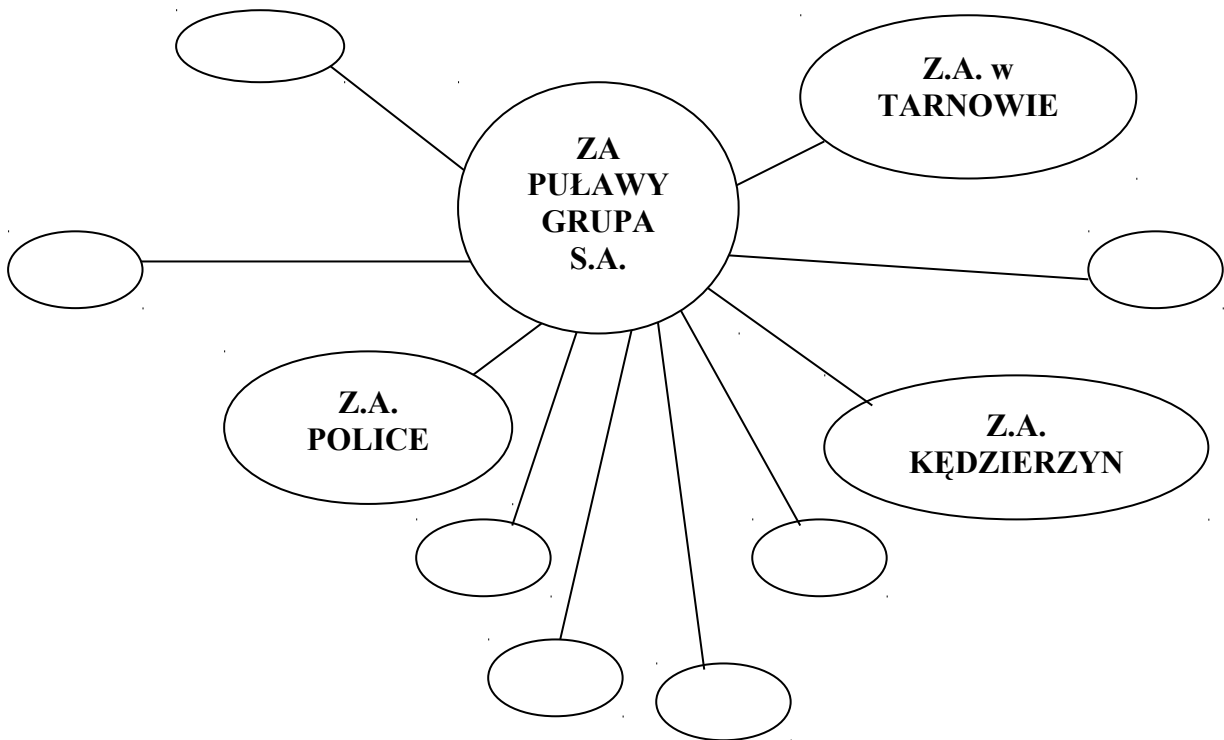 Z.A. w
TARNOWIE
ZA
PUŁAWY
GRUPA
S.A.
Z.A.
POLICE
Z.A.
KĘDZIERZYN